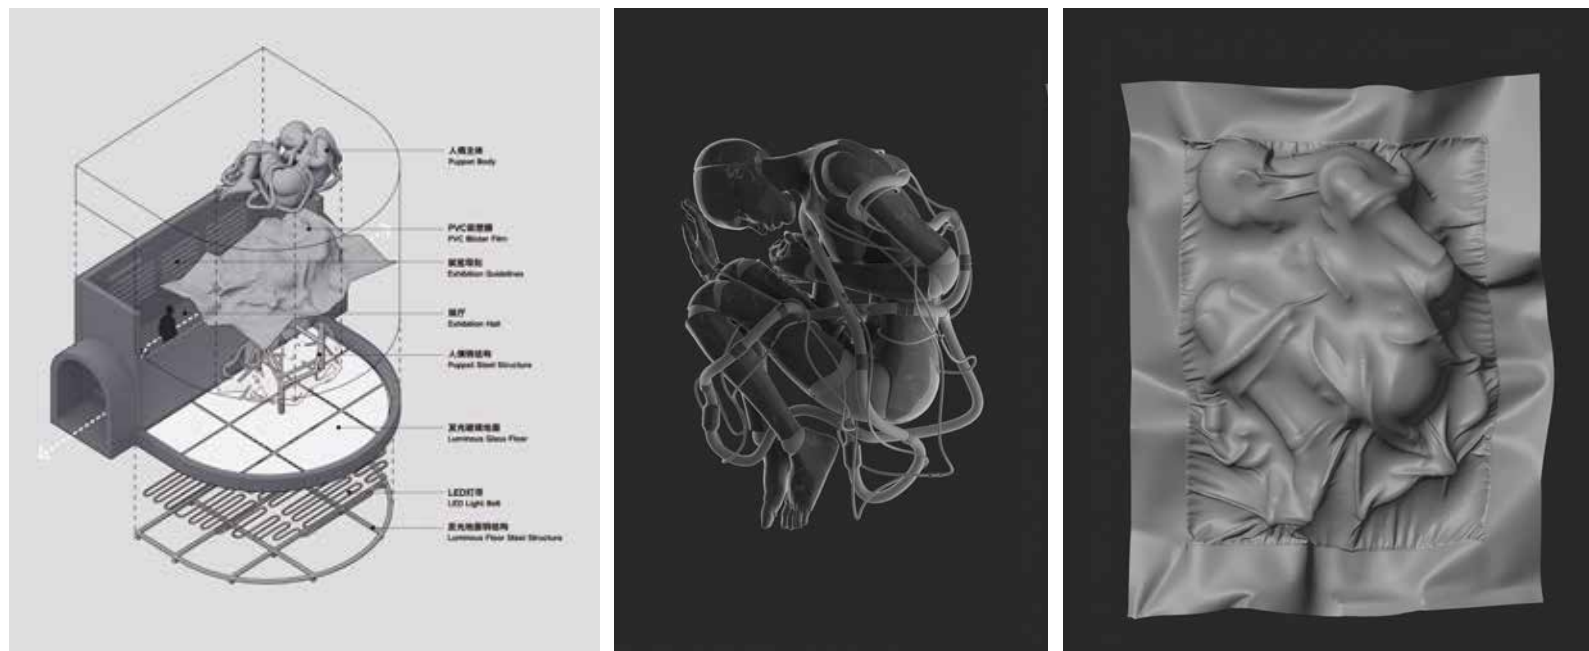 人偶主体
Puppet Body
PVC吸塑膜
PVC Blister Film
展览导则
Exhibition Guidelines
展厅
Exhibition Hall
人偶钢结构
Puppet Steel Structure
发光玻璃地面
Luminous Glass Floor
LED灯带
LED Light Belt
发光地面钢结构
Luminous Floor Steel Structure